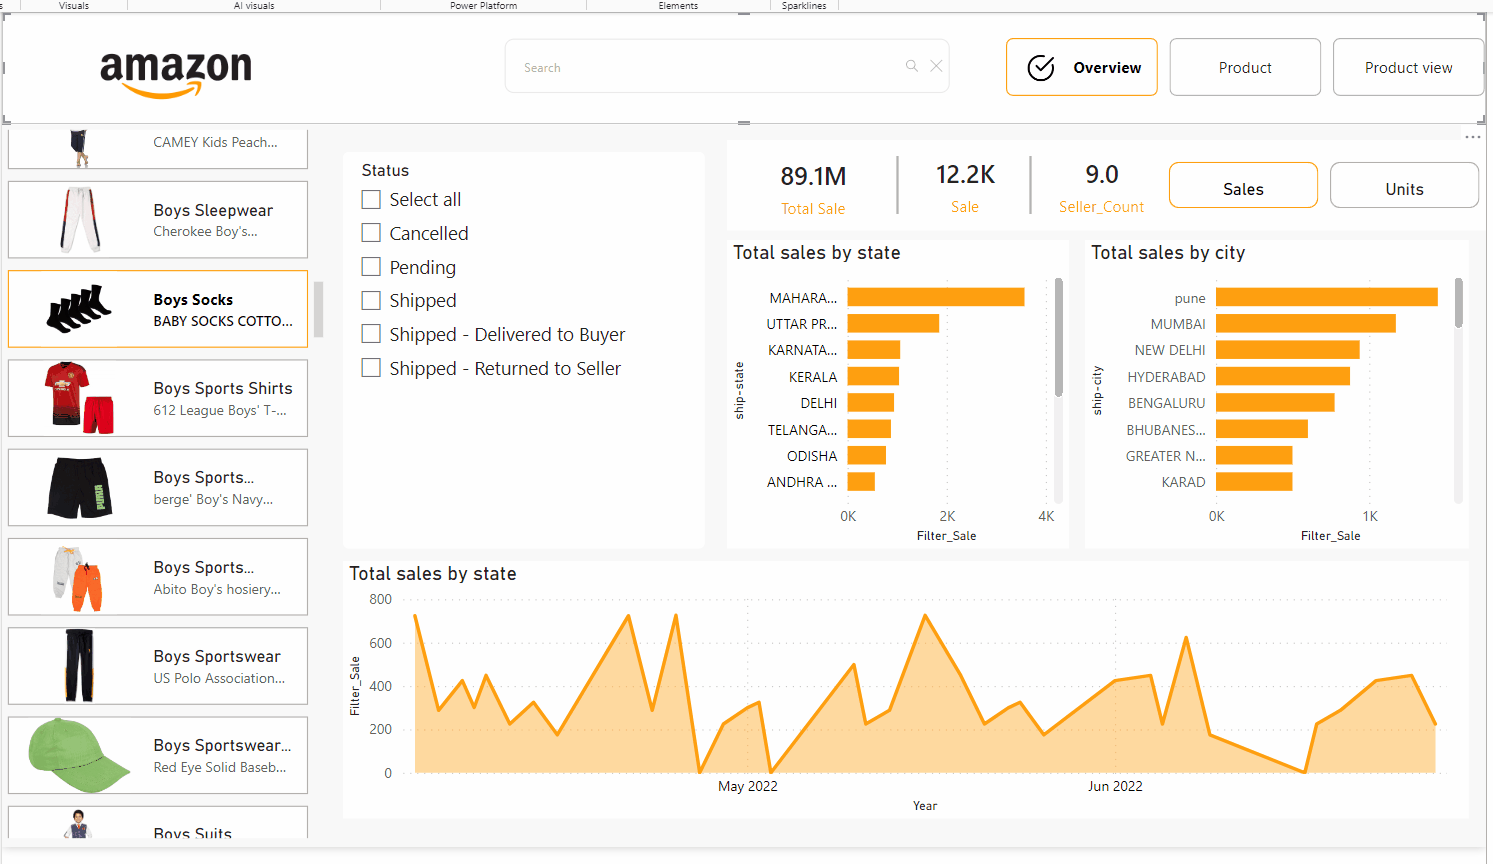 Visuals
AI visuals
Power Platform
Elements
Sparklines
amazon
Search
Overview
Product
Product view
CAMEY Kids Peach...
Boys Sleepwear
Cherokee Boy's...
Boys Socks
BABY SOCKS COTTO...
Boys Sports Shirts
612 League Boys' T-...
Boys Sports...
berge' Boy's Navy...
Boys Sports...
Abito Boy's hosiery...
Boys Sportswear
US Polo Association...
Boys Sportswear...
Red Eye Solid Baseb...
Boys Suits
Status
Select all
Cancelled
Pending
Shipped
Shipped - Delivered to Buyer
Shipped - Returned to Seller
89.1M
Total Sale
12.2K
Sale
9.0
Seller_Count
Sales
Units
Total sales by state
ship-state
MAHARA...
UTTAR PR...
KARNATA...
KERALA
DELHI
TELANGA...
ODISHA
ANDHRA ...
0K 2K 4K
Filter_Sale
Total sales by city
ship-city
pune
MUMBAI
NEW DELHI
HYDERABAD
BENGALURU
BHUBANES...
GREATER N...
KARAD
0K 1K
Filter_Sale
Total sales by state
Filter_Sale
800
600
400
200
0
May 2022 Jun 2022
Year